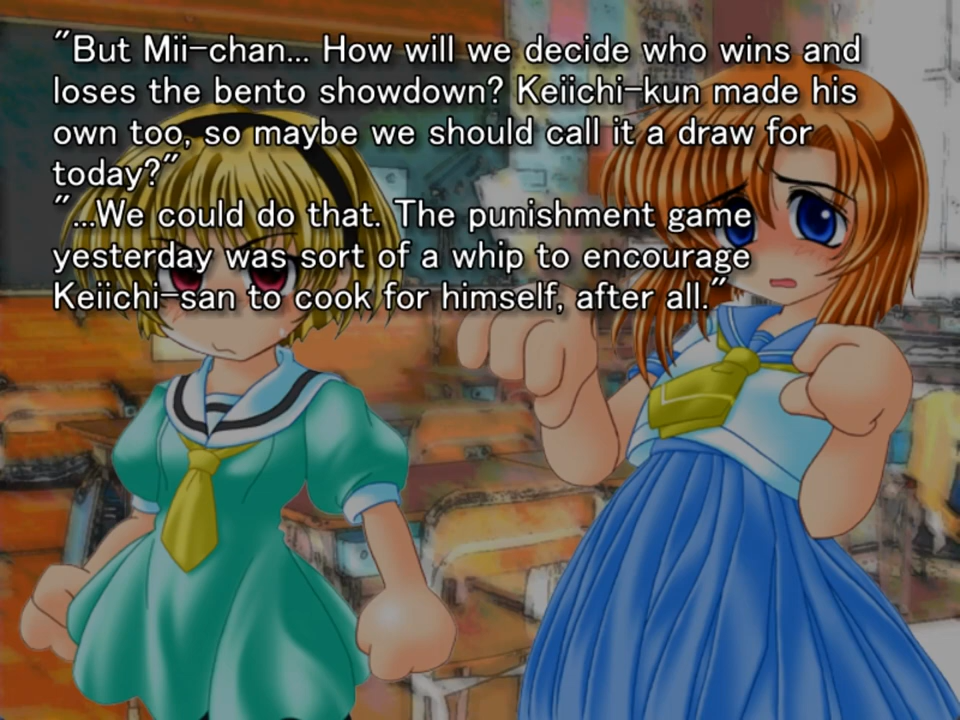 "But Mii-chan... How will we decide who wins and
loses the bento showdown? Keiichi-kun made his
own too, so maybe we should call it a draw for
today?"
"...We could do that. The punishment game
yesterday was sort of a whip to encourage
Keiichi-san to cook for himself, after all."